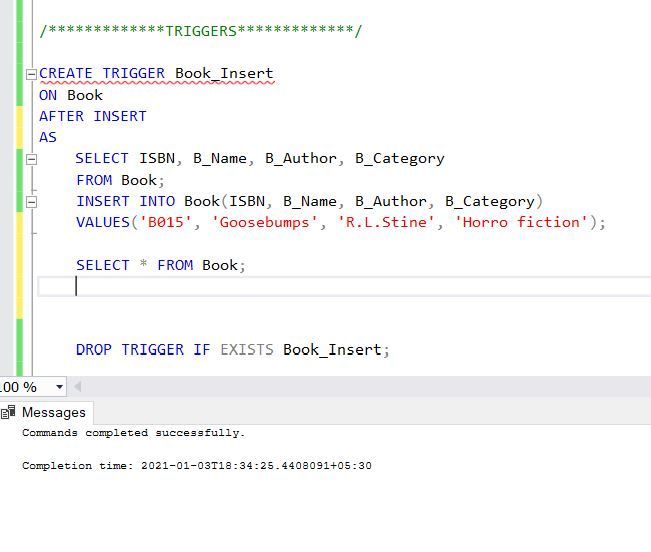 /*************TRIGGERS*************/
CREATE TRIGGER Book_Insert
ON Book
AFTER INSERT
AS
SELECT ISBN, B_Name, B_Author, B_Category
FROM Book;
INSERT INTO Book(ISBN, B_Name, B_Author, B_Category)
VALUES('B015', 'Goosebumps', 'R.L.Stine', 'Horro fiction');
SELECT * FROM Book;
DROP TRIGGER IF EXISTS Book_Insert;
.00 %
Messages
Commands completed successfully.
Completion time: 2021-01-03T18:34:25.4408091+05:30